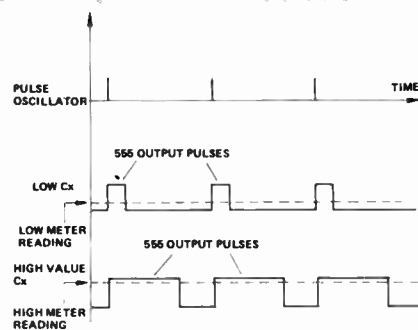 PULSE
OSCILLATOR
TIME
555 OUTPUT PULSES
LOW Cx
LOW METER
READING
555 OUTPUT PULSES
HIGH VALUE
Cx
HIGH METER
READING